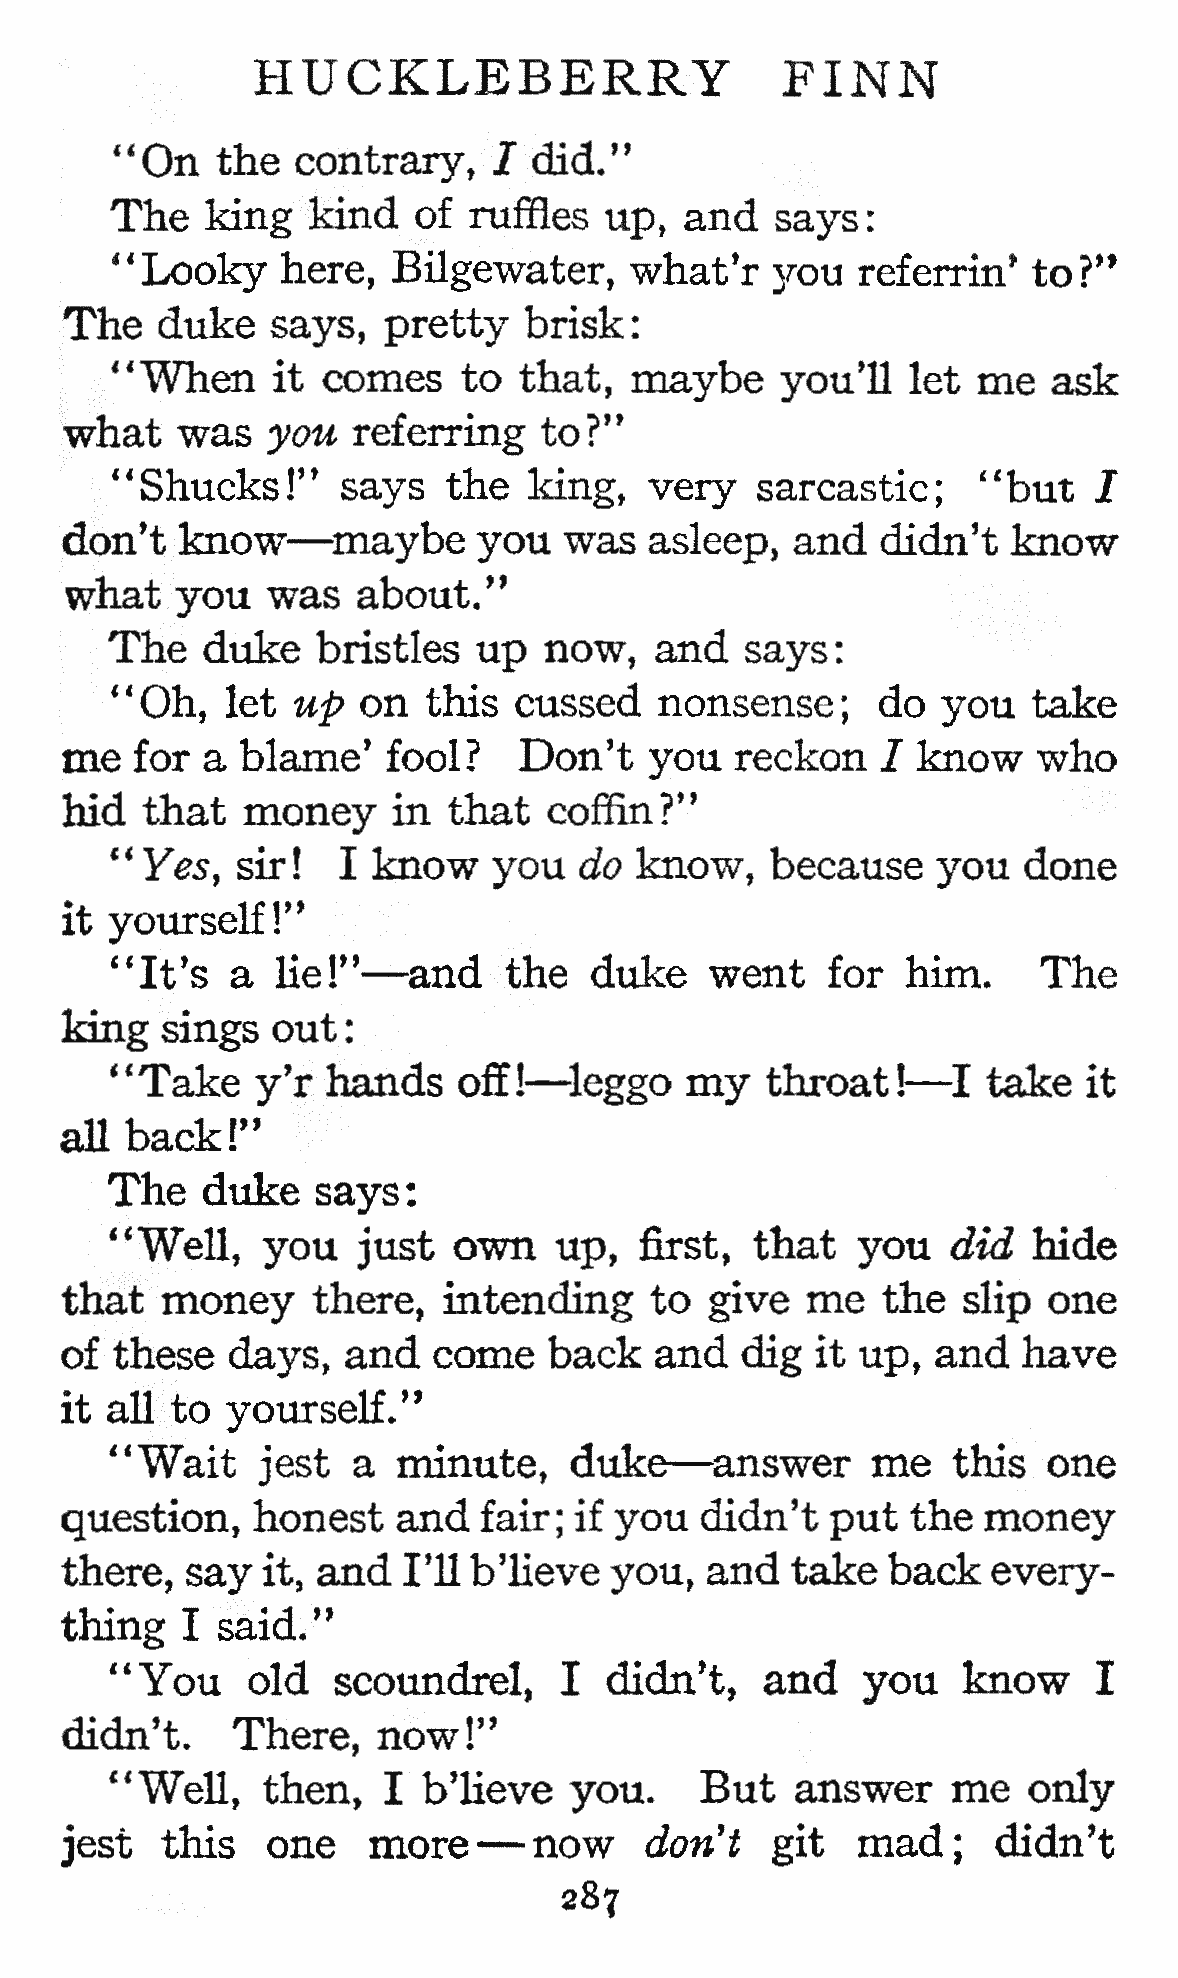 HUCKLEBERRY FINN
“On the contrary, I did.”
The king kind of ruffles up, and says:
“Looky here, Bilgewater, what’r you referrin’ to?”
The duke says, pretty brisk:
“When it comes to that, maybe you’ll let me ask
what was you referring to?”
“Shucks!” says the king, very sarcastic; “but I
don’t know—maybe you was asleep, and didn’t know
what you was about.”
The duke bristles up now, and says:
“Oh, let up on this cussed nonsense; do you take
me for a blame’ fool? Don’t you reckon I know who
hid that money in that coffin?”
“Yes, sir! I know you do know, because you done
it yourself!”
“It’s a lie!”—and the duke went for him. The
king sings out:
“Take y’r hands off!—leggo my throat!—I take it
all back!”
The duke says:
“Well, you just own up, first, that you did hide
that money there, intending to give me the slip one
of these days, and come back and dig it up, and have
it all to yourself.”
“Wait jest a minute, duke—answer me this one
question, honest and fair; if you didn’t put the money
there, say it, and I’ll b’lieve you, and take back every-
thing I said.”
“You old scoundrel, I didn’t, and you know I
didn’t. There, now!”
“Well, then, I b’lieve you. But answer me only
jest this one more—now don’t git mad; didn’t
287